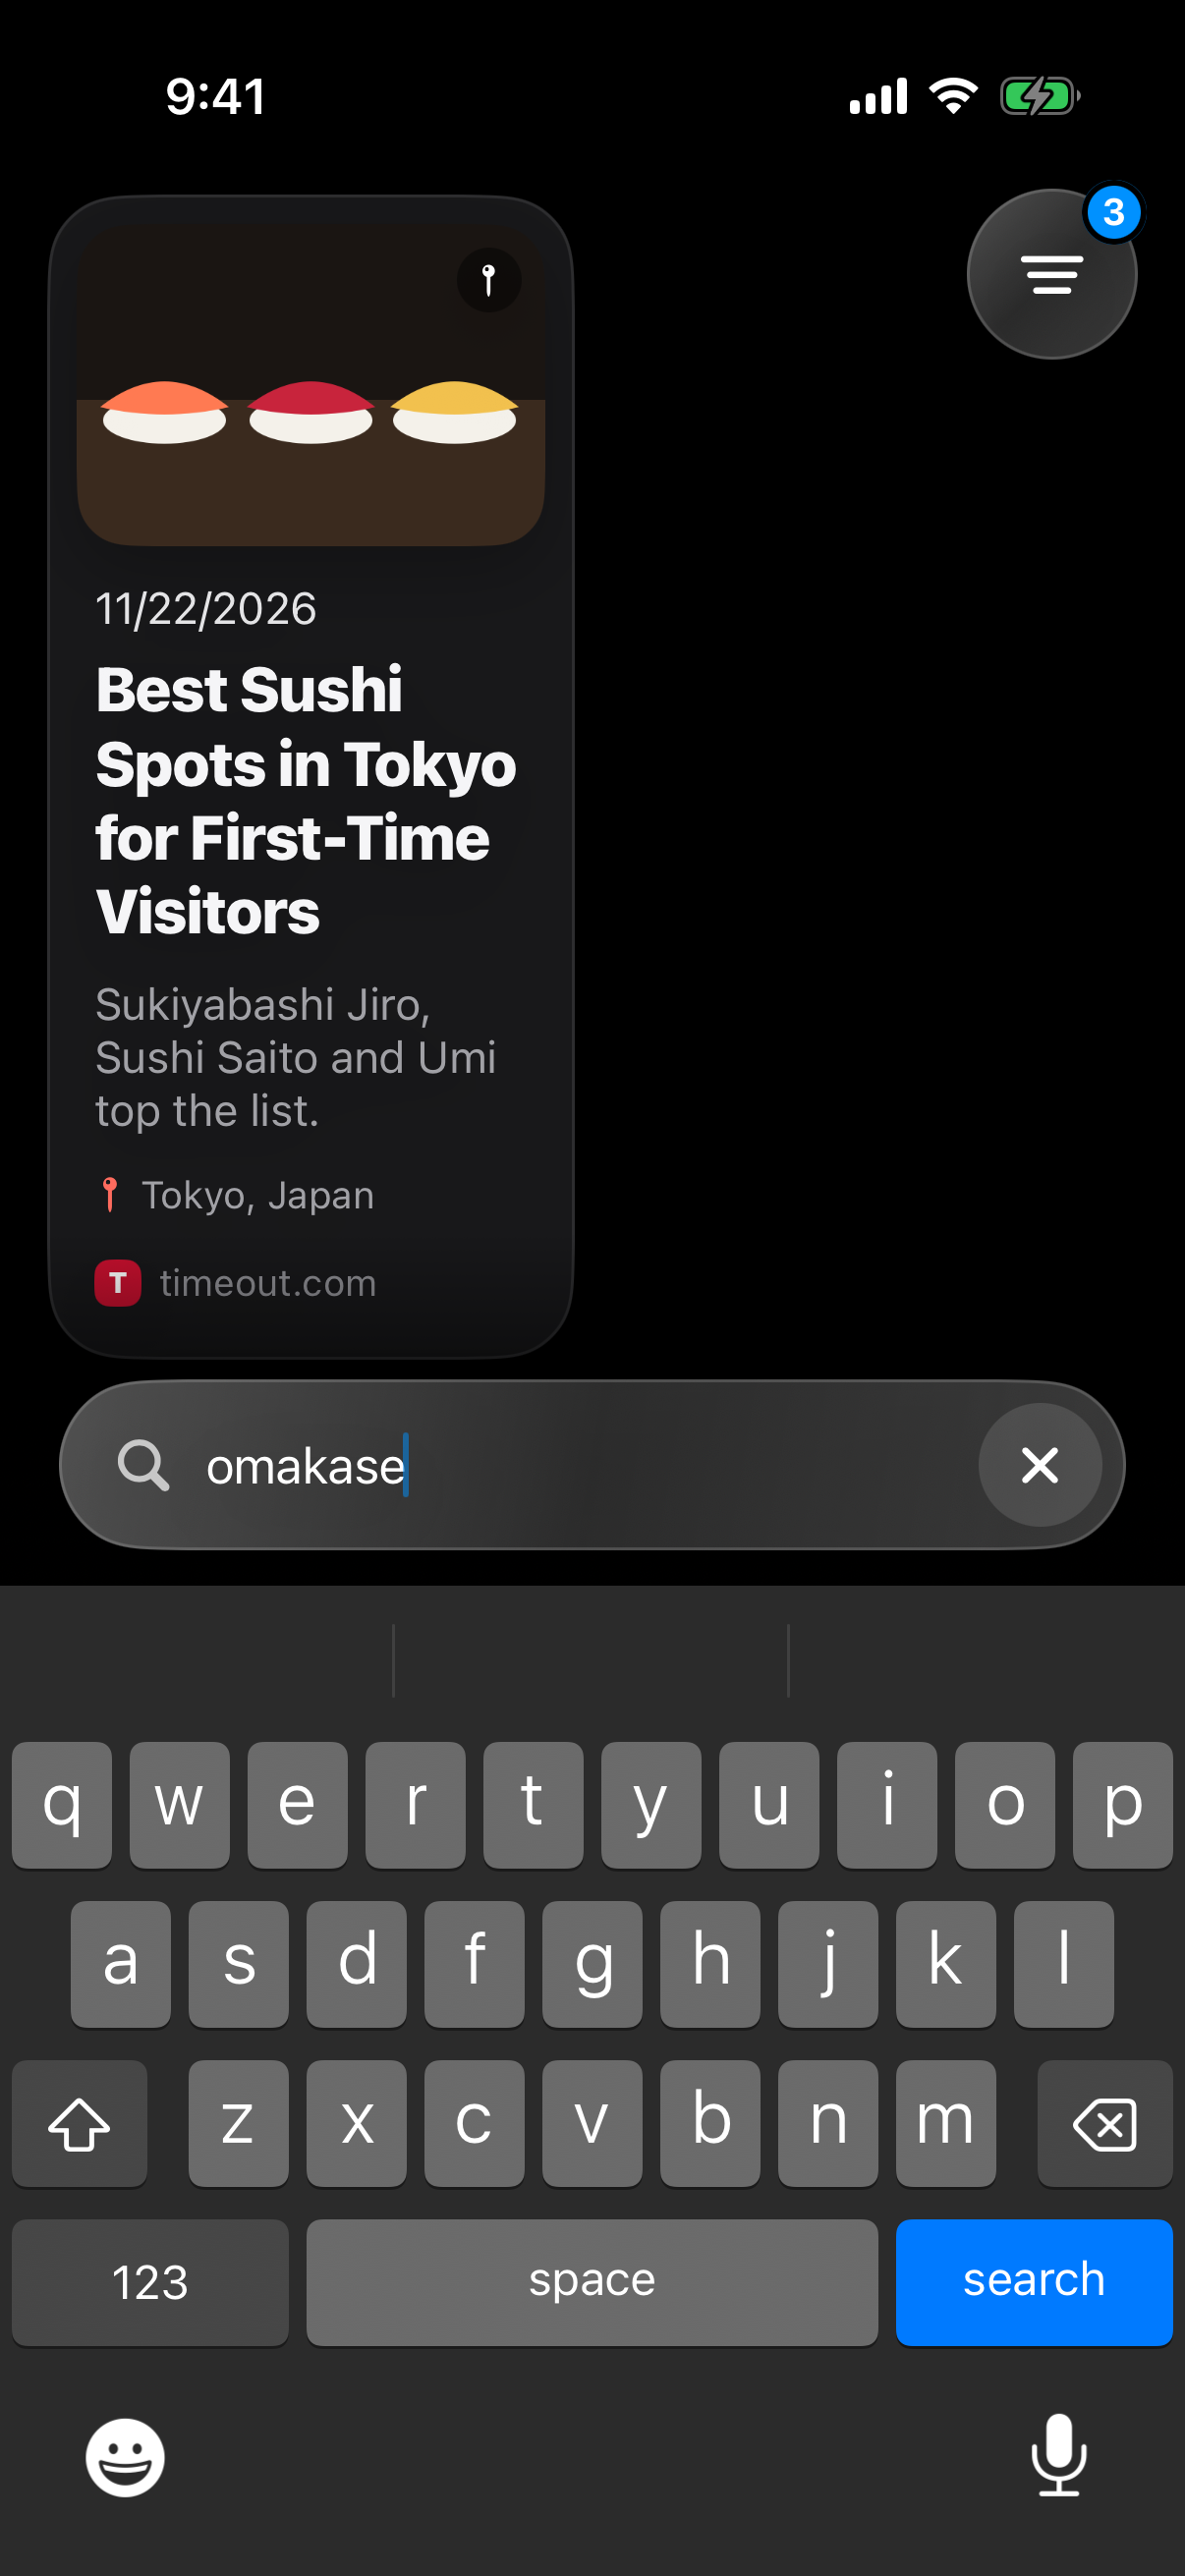 9:41
3
11/22/2026
Best Sushi
Spots in Tokyo
for First-Time
Visitors
Sukiyabashi Jiro,
Sushi Saito and Umi
top the list.
Tokyo, Japan
T timeout.com
omakase
q w e r t y u i o p
a s d f g h j k l
z x c v b n m
123 space search